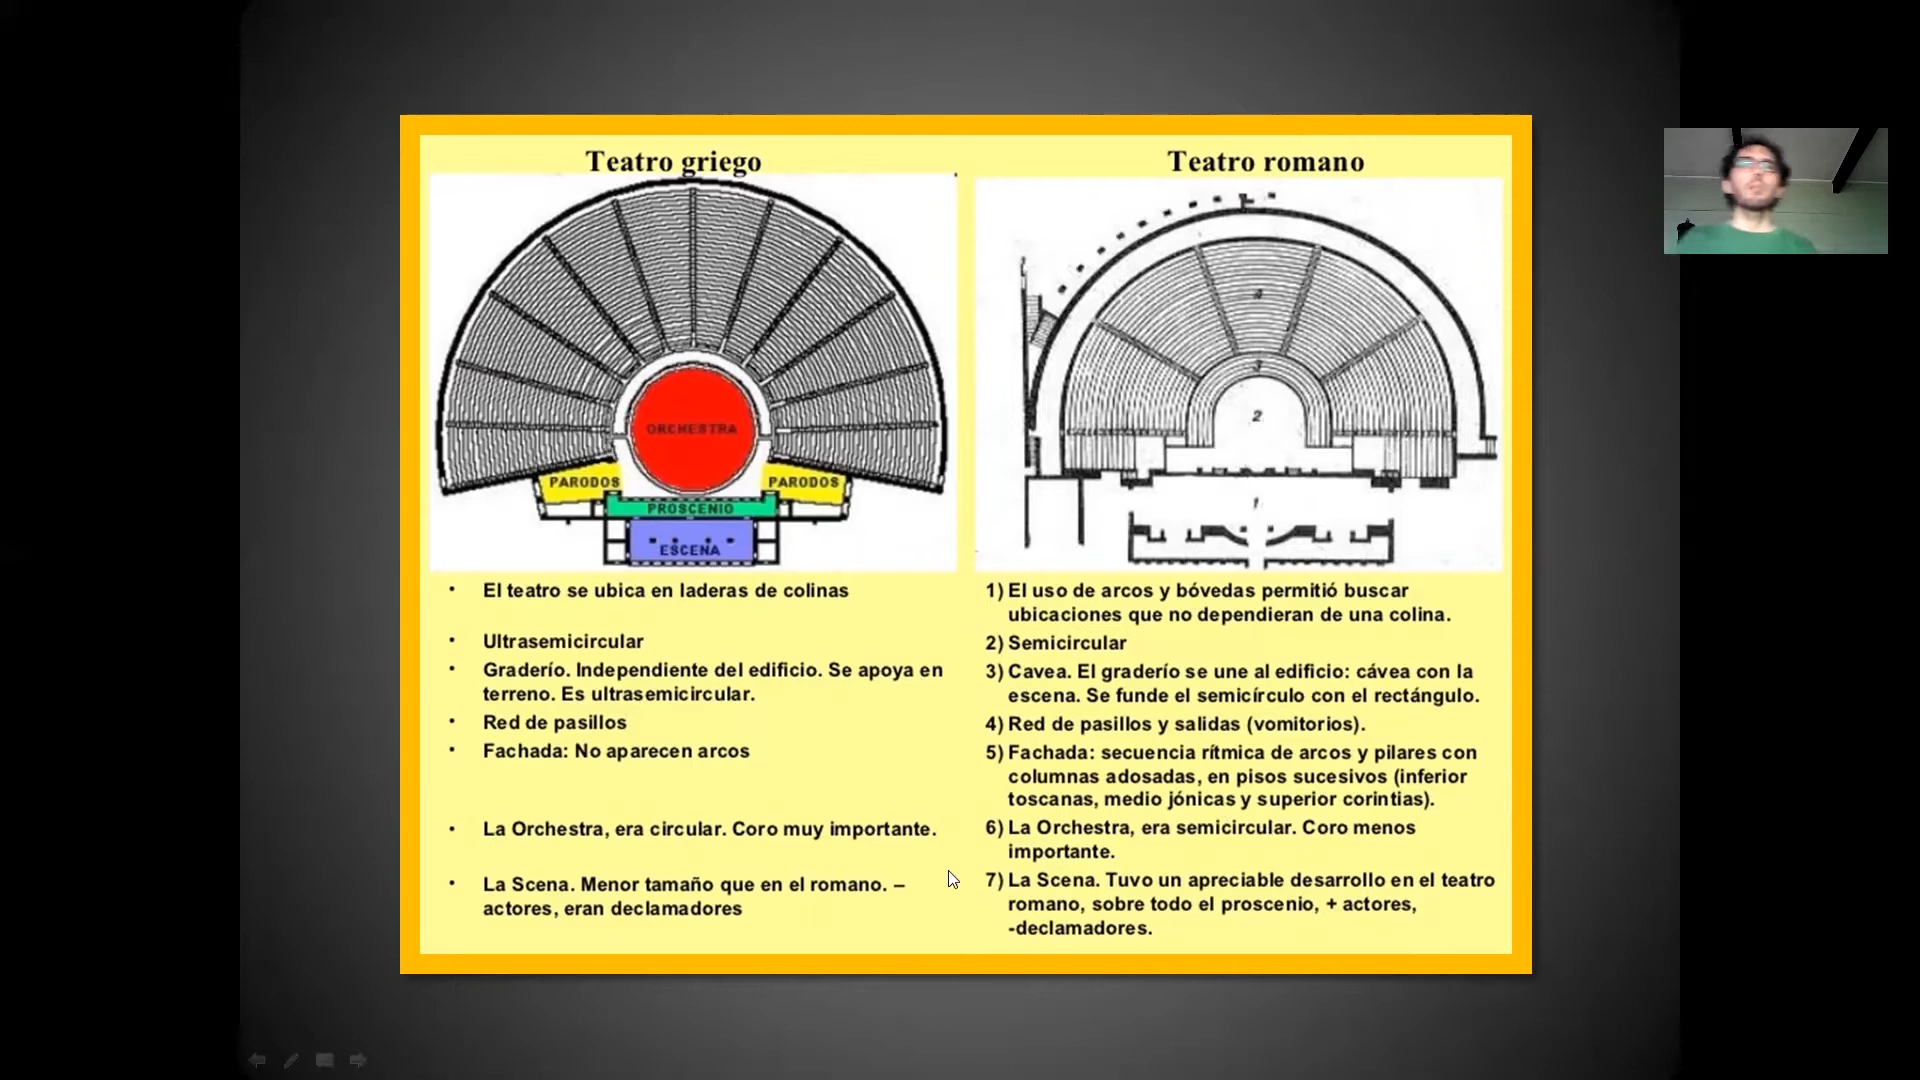 Teatro griego
ORCHESTRA
PARODOS
PARODOS
PROSCENIO
ESCENA
• El teatro se ubica en laderas de colinas
• Ultrasemicircular
• Graderío. Independiente del edificio. Se apoya en
terreno. Es ultrasemicircular.
• Red de pasillos
• Fachada: No aparecen arcos
• La Orchestra, era circular. Coro muy importante.
• La Scena. Menor tamaño que en el romano. –
actores, eran declamadores
Teatro romano
4
3
2
1
1) El uso de arcos y bóvedas permitió buscar
ubicaciones que no dependieran de una colina.
2) Semicircular
3) Cavea. El graderío se une al edificio: cávea con la
escena. Se funde el semicírculo con el rectángulo.
4) Red de pasillos y salidas (vomitorios).
5) Fachada: secuencia rítmica de arcos y pilares con
columnas adosadas, en pisos sucesivos (inferior
toscanas, medio jónicas y superior corintias).
6) La Orchestra, era semicircular. Coro menos
importante.
7) La Scena. Tuvo un apreciable desarrollo en el teatro
romano, sobre todo el proscenio, + actores,
-declamadores.